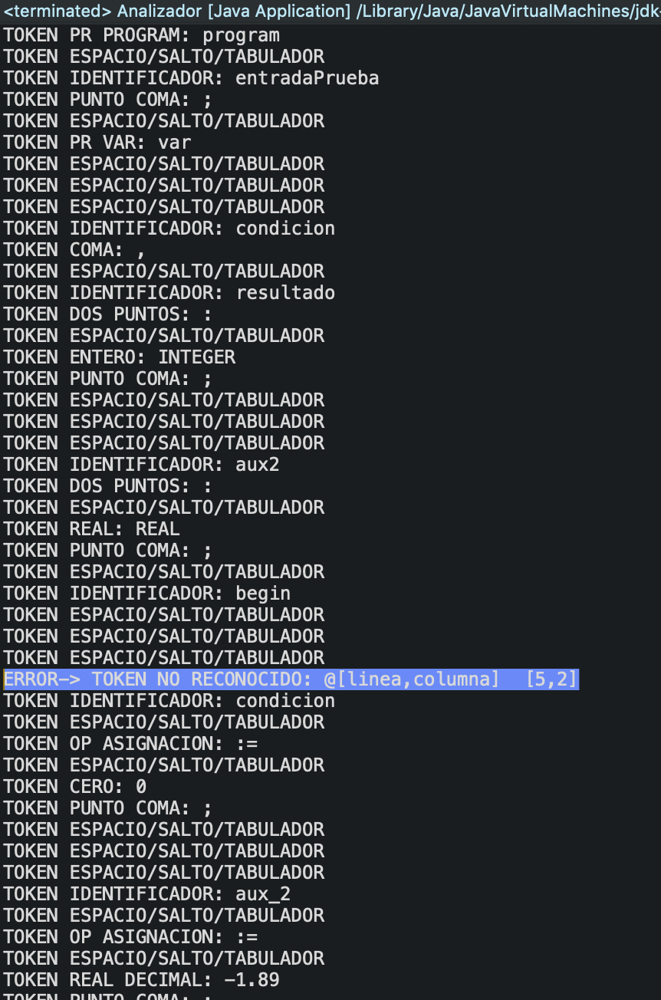 <terminated> Analizador [Java Application] /Library/Java/JavaVirtualMachines/jdk-
TOKEN PR PROGRAM: program
TOKEN ESPACIO/SALTO/TABULADOR
TOKEN IDENTIFICADOR: entradaPrueba
TOKEN PUNTO COMA: ;
TOKEN ESPACIO/SALTO/TABULADOR
TOKEN PR VAR: var
TOKEN ESPACIO/SALTO/TABULADOR
TOKEN ESPACIO/SALTO/TABULADOR
TOKEN ESPACIO/SALTO/TABULADOR
TOKEN IDENTIFICADOR: condicion
TOKEN COMA: ,
TOKEN ESPACIO/SALTO/TABULADOR
TOKEN IDENTIFICADOR: resultado
TOKEN DOS PUNTOS: :
TOKEN ESPACIO/SALTO/TABULADOR
TOKEN ENTERO: INTEGER
TOKEN PUNTO COMA: ;
TOKEN ESPACIO/SALTO/TABULADOR
TOKEN ESPACIO/SALTO/TABULADOR
TOKEN ESPACIO/SALTO/TABULADOR
TOKEN IDENTIFICADOR: aux2
TOKEN DOS PUNTOS: :
TOKEN ESPACIO/SALTO/TABULADOR
TOKEN REAL: REAL
TOKEN PUNTO COMA: ;
TOKEN ESPACIO/SALTO/TABULADOR
TOKEN IDENTIFICADOR: begin
TOKEN ESPACIO/SALTO/TABULADOR
TOKEN ESPACIO/SALTO/TABULADOR
TOKEN ESPACIO/SALTO/TABULADOR
ERROR-> TOKEN NO RECONOCIDO: @[linea,columna]  [5,2]
TOKEN IDENTIFICADOR: condicion
TOKEN ESPACIO/SALTO/TABULADOR
TOKEN OP ASIGNACION: :=
TOKEN ESPACIO/SALTO/TABULADOR
TOKEN CERO: 0
TOKEN PUNTO COMA: ;
TOKEN ESPACIO/SALTO/TABULADOR
TOKEN ESPACIO/SALTO/TABULADOR
TOKEN ESPACIO/SALTO/TABULADOR
TOKEN IDENTIFICADOR: aux_2
TOKEN ESPACIO/SALTO/TABULADOR
TOKEN OP ASIGNACION: :=
TOKEN ESPACIO/SALTO/TABULADOR
TOKEN REAL DECIMAL: -1.89
TOKEN PUNTO COMA: ;